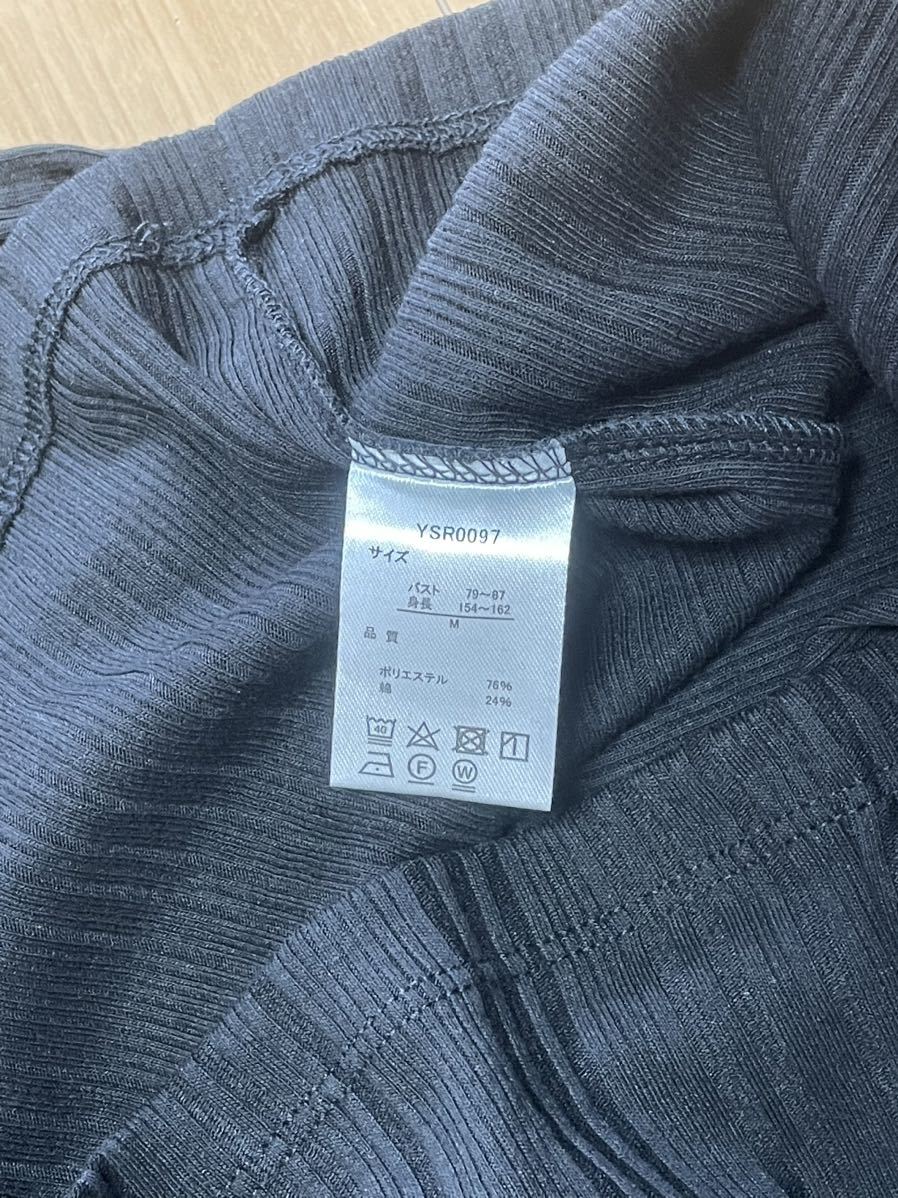 YSR0097
サイズ
バスト 79～87
身長 154～162
M
品質
ポリエステル 76%
綿 24%
40
F W